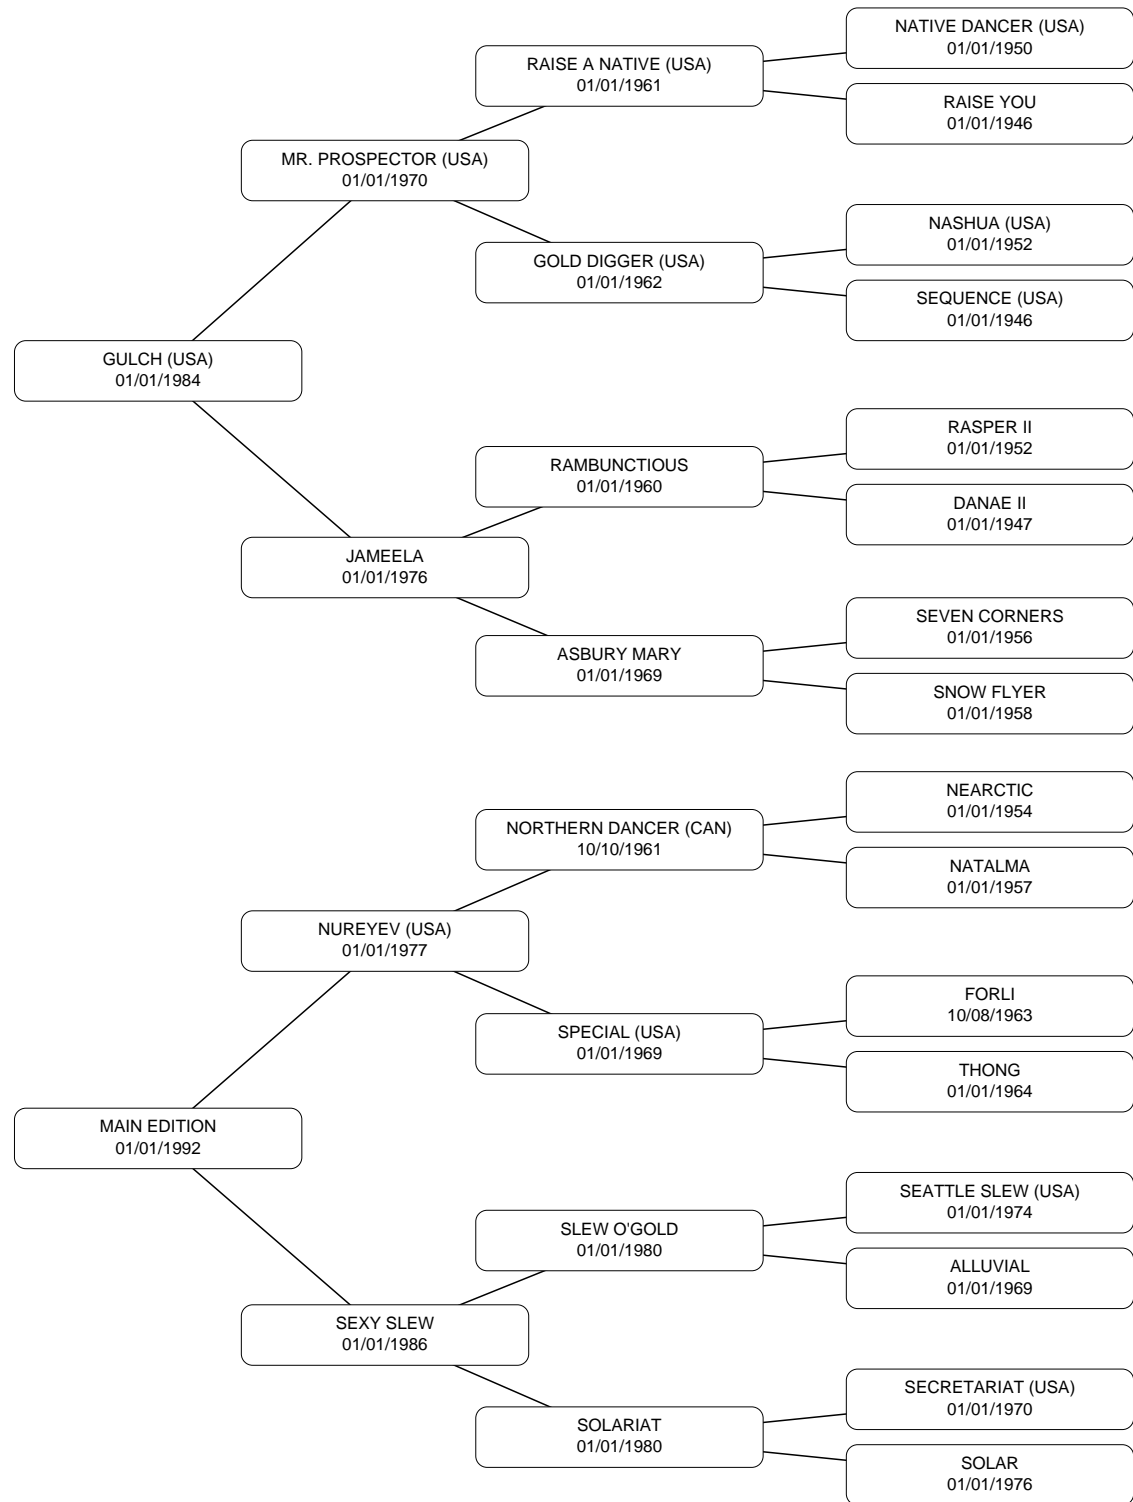 NATIVE DANCER (USA)
01/01/1950
RAISE A NATIVE (USA)
01/01/1961
RAISE YOU
01/01/1946
MR. PROSPECTOR (USA)
01/01/1970
NASHUA (USA)
01/01/1952
GOLD DIGGER (USA)
01/01/1962
SEQUENCE (USA)
01/01/1946
GULCH (USA)
01/01/1984
RASPER II
01/01/1952
RAMBUNCTIOUS
01/01/1960
DANAE II
01/01/1947
JAMEELA
01/01/1976
SEVEN CORNERS
01/01/1956
ASBURY MARY
01/01/1969
SNOW FLYER
01/01/1958
NEARCTIC
01/01/1954
NORTHERN DANCER (CAN)
10/10/1961
NATALMA
01/01/1957
NUREYEV (USA)
01/01/1977
FORLI
10/08/1963
SPECIAL (USA)
01/01/1969
THONG
01/01/1964
MAIN EDITION
01/01/1992
SEATTLE SLEW (USA)
01/01/1974
SLEW O'GOLD
01/01/1980
ALLUVIAL
01/01/1969
SEXY SLEW
01/01/1986
SECRETARIAT (USA)
01/01/1970
SOLARIAT
01/01/1980
SOLAR
01/01/1976